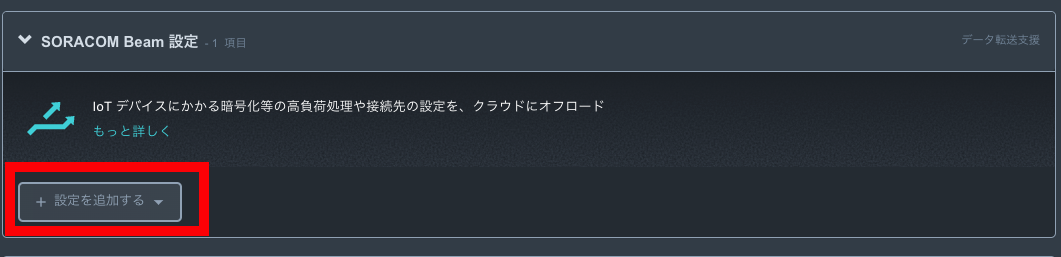 SORACOM Beam 設定 - 1 項目
データ転送支援
IoT デバイスにかかる暗号化等の高負荷処理や接続先の設定を、クラウドにオフロード
もっと詳しく
+ 設定を追加する